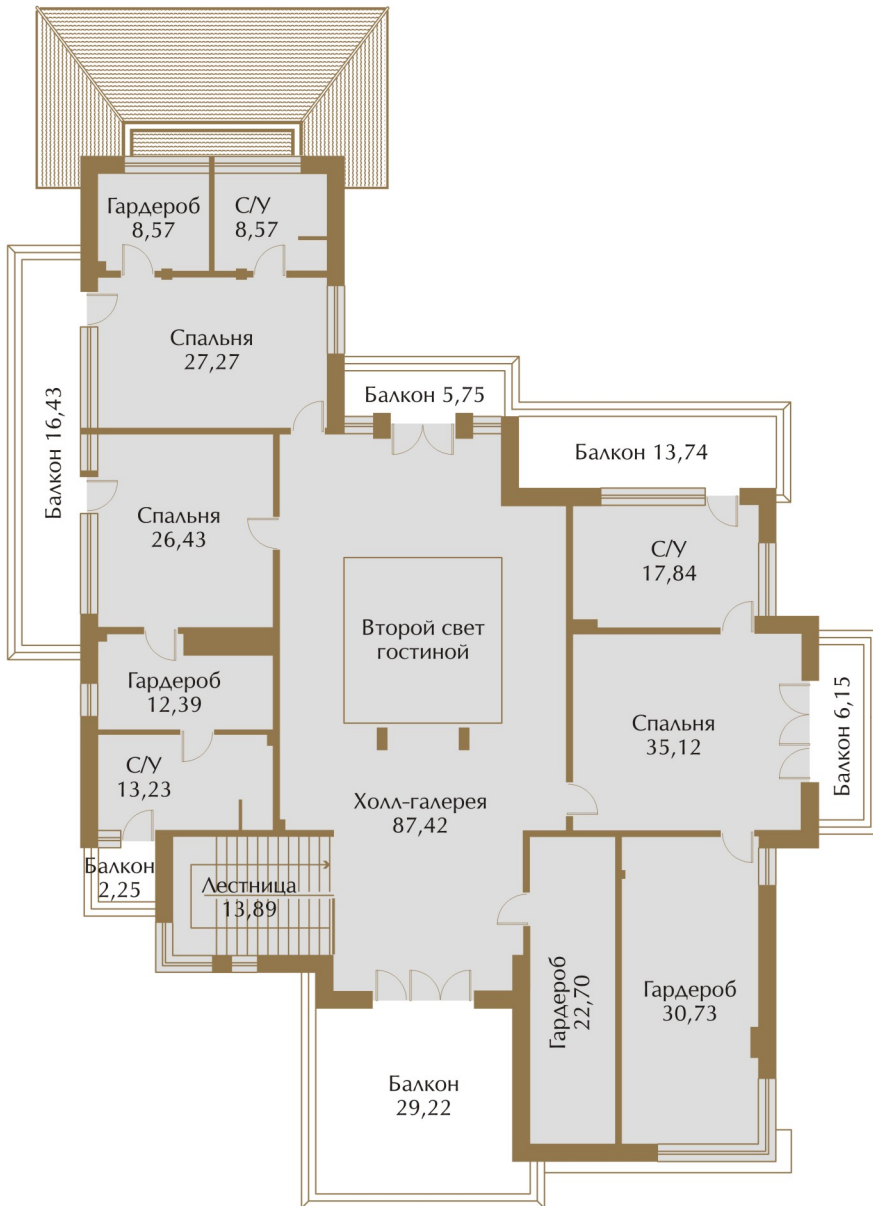 Гардероб
8,57
С/У
8,57
Спальня
27,27
Балкон 16,43
Балкон 5,75
Балкон 13,74
Спальня
26,43
С/У
17,84
Второй свет
гостиной
Гардероб
12,39
Спальня
35,12
Балкон 6,15
С/У
13,23
Холл-галерея
87,42
Балкон
2,25
Лестница
13,89
Гардероб
22,70
Гардероб
30,73
Балкон
29,22